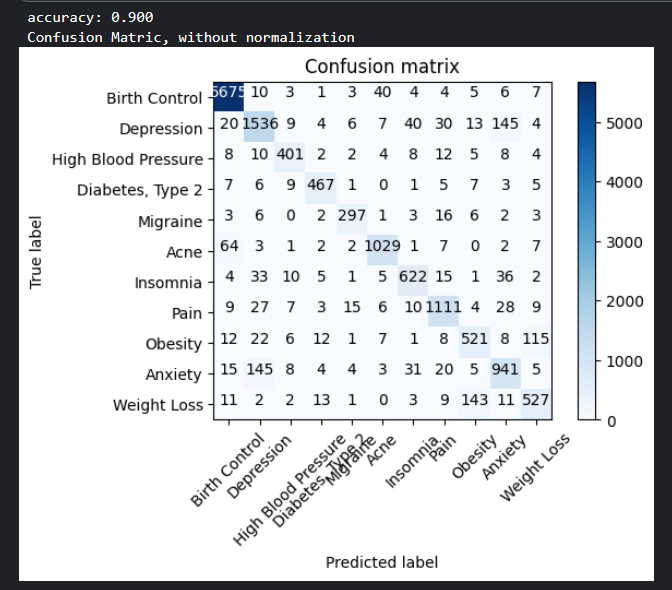 accuracy: 0.900
Confusion Matric, without normalization
Confusion matrix
Birth Control 5675 10 3 1 3 40 4 4 5 6 7
Depression 20 1536 9 4 6 7 40 30 13 145 4
High Blood Pressure 8 10 401 2 2 4 8 12 5 8 4
Diabetes, Type 2 7 6 9 467 1 0 1 5 7 3 5
Migraine 3 6 0 2 297 1 3 16 6 2 3
Acne 64 3 1 2 2 1029 1 7 0 2 7
Insomnia 4 33 10 5 1 5 622 15 1 36 2
Pain 9 27 7 3 15 6 10 1111 4 28 9
Obesity 12 22 6 12 1 7 1 8 521 8 115
Anxiety 15 145 8 4 4 3 31 20 5 941 5
Weight Loss 11 2 2 13 1 0 3 9 143 11 527
True label
Birth Control Depression High Blood Pressure Diabetes, Type 2 Migraine Acne Insomnia Pain Obesity Anxiety Weight Loss
Predicted label
5000
4000
3000
2000
1000
0